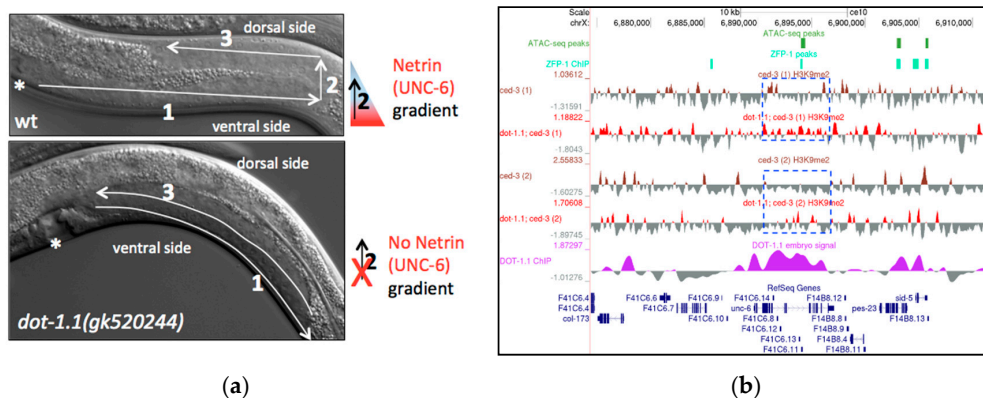 dorsal side
3
2
*
1
wt
ventral side
Netrin
(UNC-6)
gradient
2
dorsal side
3
ventral side
*
1
dot-1.1(gk520244)
No Netrin
(UNC-6)
gradient
2
X
(a)
Scale 10 kb ce10
chrX: 6,880,000 6,885,000 6,890,000 6,895,000 6,900,000 6,905,000 6,910,000
ATAC-seq peaks
ATAC-seq peaks
ZFP-1 peaks
ZFP-1 ChIP
1.03612 ced-3 (1) H3K9me2
ced-3 (1)
-1.31591
1.18822 dot-1.1; ced-3 (1) H3K9me2
dot-1.1; ced-3 (1)
-1.8043
2.55833 ced-3 (2) H3K9me2
ced-3 (2)
-1.60275
1.70608 dot-1.1; ced-3 (2) H3K9me2
dot-1.1; ced-3 (2)
-1.89745
1.87297 DOT-1.1 embryo signal
DOT-1.1 ChIP
-1.01276
RefSeq Genes
F41C6.4 F41C6.6 F41C6.9 F41C6.14 F14B8.12 sid-5
F41C6.4 F41C6.7 unc-6 F14B8.7 pes-23
col-173 F41C6.10 F41C6.8 F14B8.8 F14B8.13
F41C6.12 F14B8.9
F41C6.13 F14B8.4
F41C6.11 F14B8.11
(b)